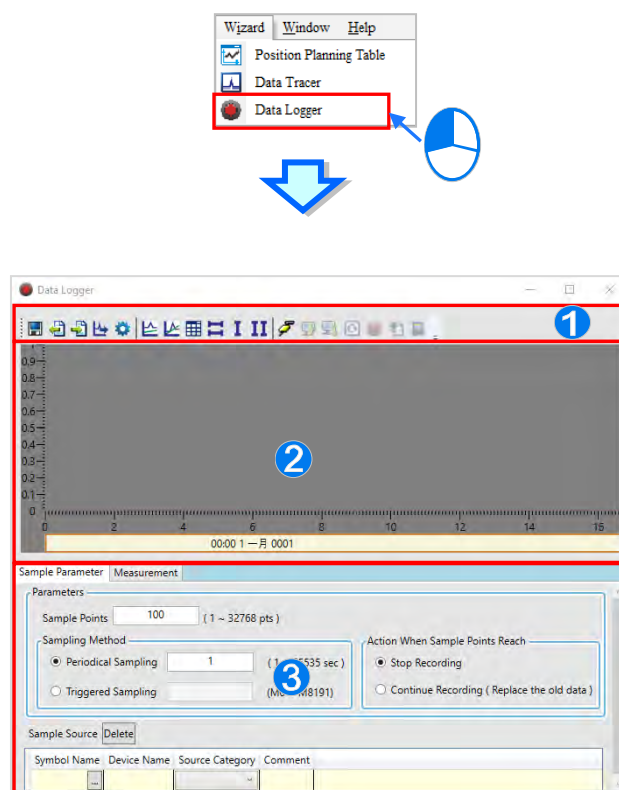 Wizard Window Help
Position Planning Table
Data Tracer
Data Logger
Data Logger
1
0.9
0.8
0.7
0.6
0.5
0.4
0.3
0.2
0.1
0
2
0 2 4 6 8 10 12 14 16
00:00 1 一月 0001
Sample Parameter Measurement
Parameters
Sample Points 100 ( 1 ~ 32768 pts )
Sampling Method
Action When Sample Points Reach
Periodical Sampling 1 ( 1 5535 sec )
Stop Recording
3
Triggered Sampling M8191)
Continue Recording ( Replace the old data )
Sample Source Delete
Symbol Name Device Name Source Category Comment
...